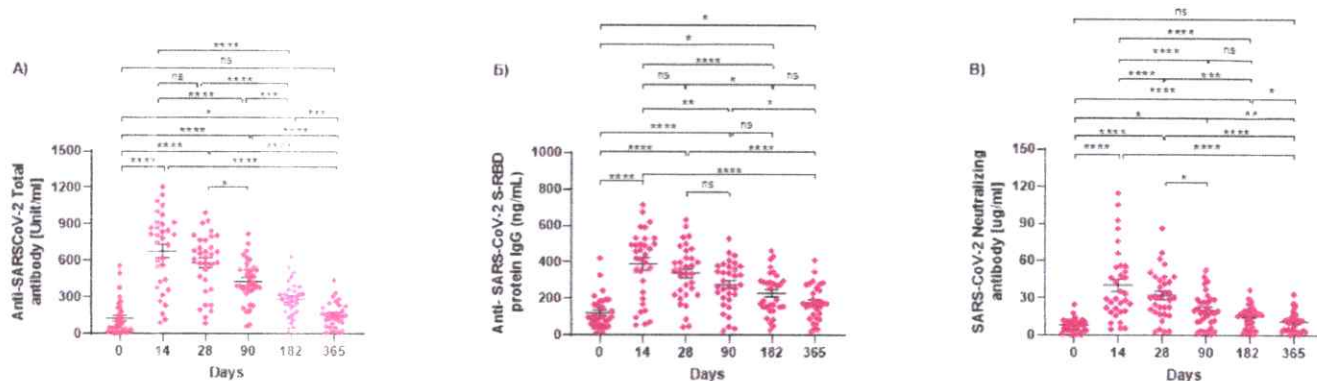 А)
****
ns
ns
****
****
***
*
***
****
****
****
****
****
****
*
Anti-SARSCoV-2 Total
antibody [Unit/ml]
1500
1200
900
600
300
0
0 14 28 90 182 365
Days
Б)
*
*
****
ns * ns
** *
ns
****
**** ****
**** ****
ns
Anti- SARS-CoV-2 S-RBD
protein IgG (ng/mL)
1000
800
600
400
200
0
0 14 28 90 182 365
Days
В)
ns
****
**** ns
**** ***
**** *
* **
**** ****
**** ****
*
SARS-CoV-2 Neutralizing
antibody [ug/ml]
150
120
90
60
30
0
0 14 28 90 182 365
Days